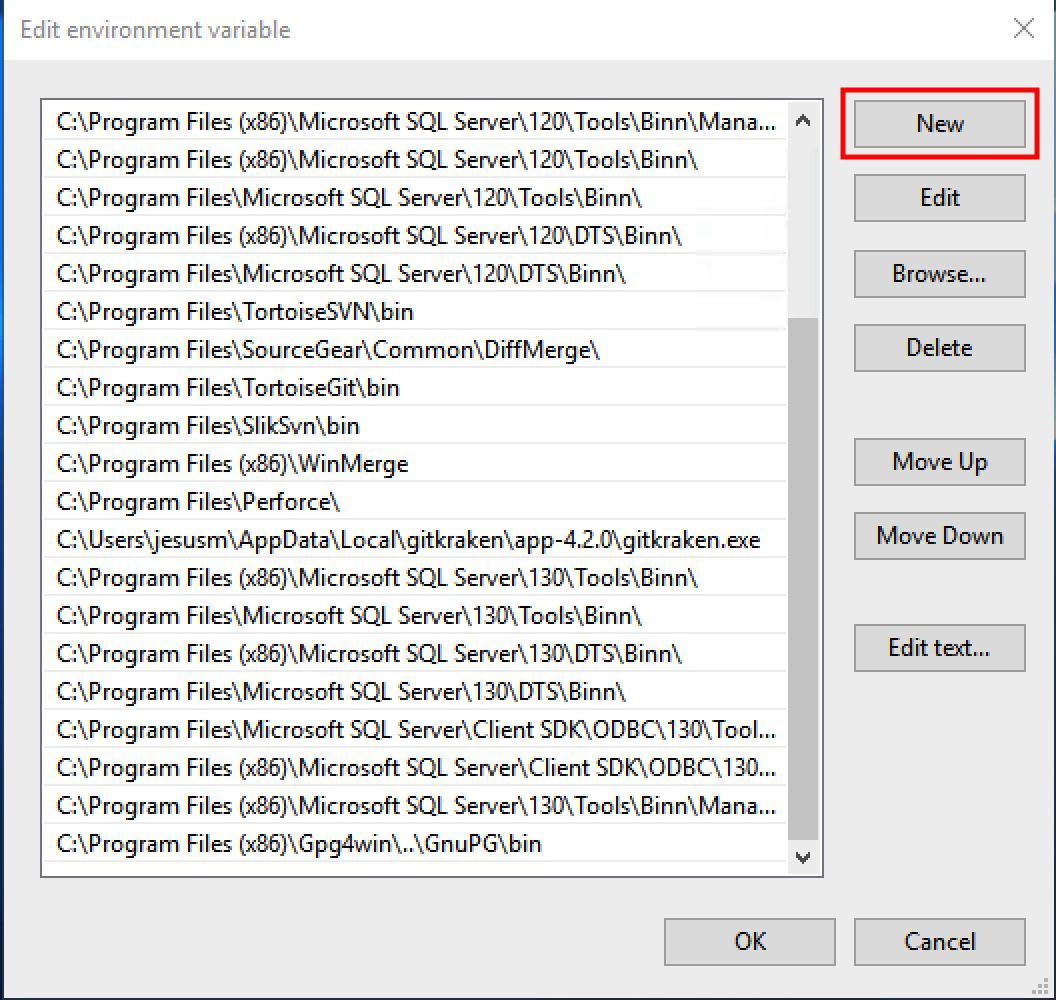 Edit environment variable
C:\Program Files (x86)\Microsoft SQL Server\120\Tools\Binn\Mana...
New
C:\Program Files (x86)\Microsoft SQL Server\120\Tools\Binn\
C:\Program Files\Microsoft SQL Server\120\Tools\Binn\
Edit
C:\Program Files (x86)\Microsoft SQL Server\120\DTS\Binn\
C:\Program Files\Microsoft SQL Server\120\DTS\Binn\
Browse...
C:\Program Files\TortoiseSVN\bin
C:\Program Files\SourceGear\Common\DiffMerge\
Delete
C:\Program Files\TortoiseGit\bin
C:\Program Files\SlikSvn\bin
C:\Program Files (x86)\WinMerge
Move Up
C:\Program Files\Perforce\
C:\Users\jesusm\AppData\Local\gitkraken\app-4.2.0\gitkraken.exe
Move Down
C:\Program Files (x86)\Microsoft SQL Server\130\Tools\Binn\
C:\Program Files\Microsoft SQL Server\130\Tools\Binn\
C:\Program Files (x86)\Microsoft SQL Server\130\DTS\Binn\
Edit text...
C:\Program Files\Microsoft SQL Server\130\DTS\Binn\
C:\Program Files\Microsoft SQL Server\Client SDK\ODBC\130\Tool...
C:\Program Files (x86)\Microsoft SQL Server\Client SDK\ODBC\130...
C:\Program Files (x86)\Microsoft SQL Server\130\Tools\Binn\Mana...
C:\Program Files (x86)\Gpg4win\..\GnuPG\bin
OK
Cancel